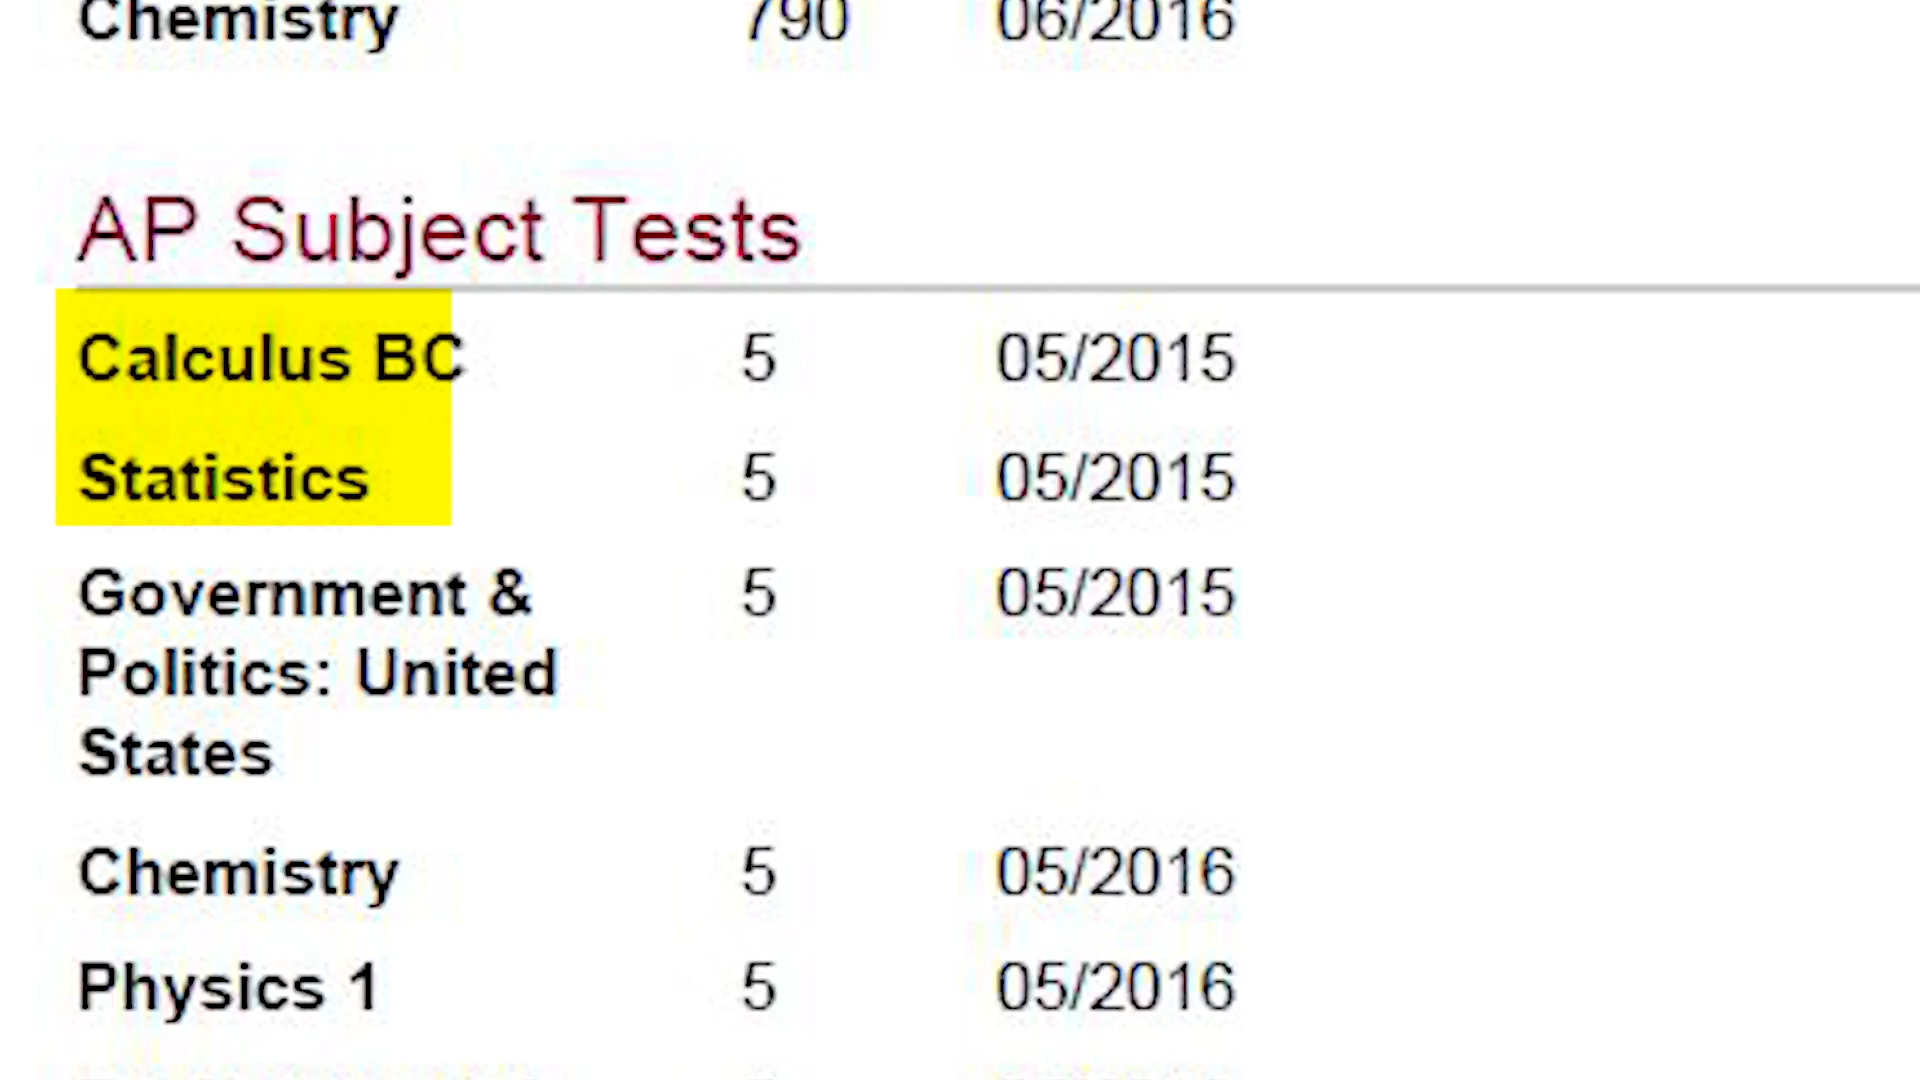 Chemistry 790 06/2016
AP Subject Tests
Calculus BC 5 05/2015
Statistics 5 05/2015
Government & 5 05/2015
Politics: United
States
Chemistry 5 05/2016
Physics 1 5 05/2016